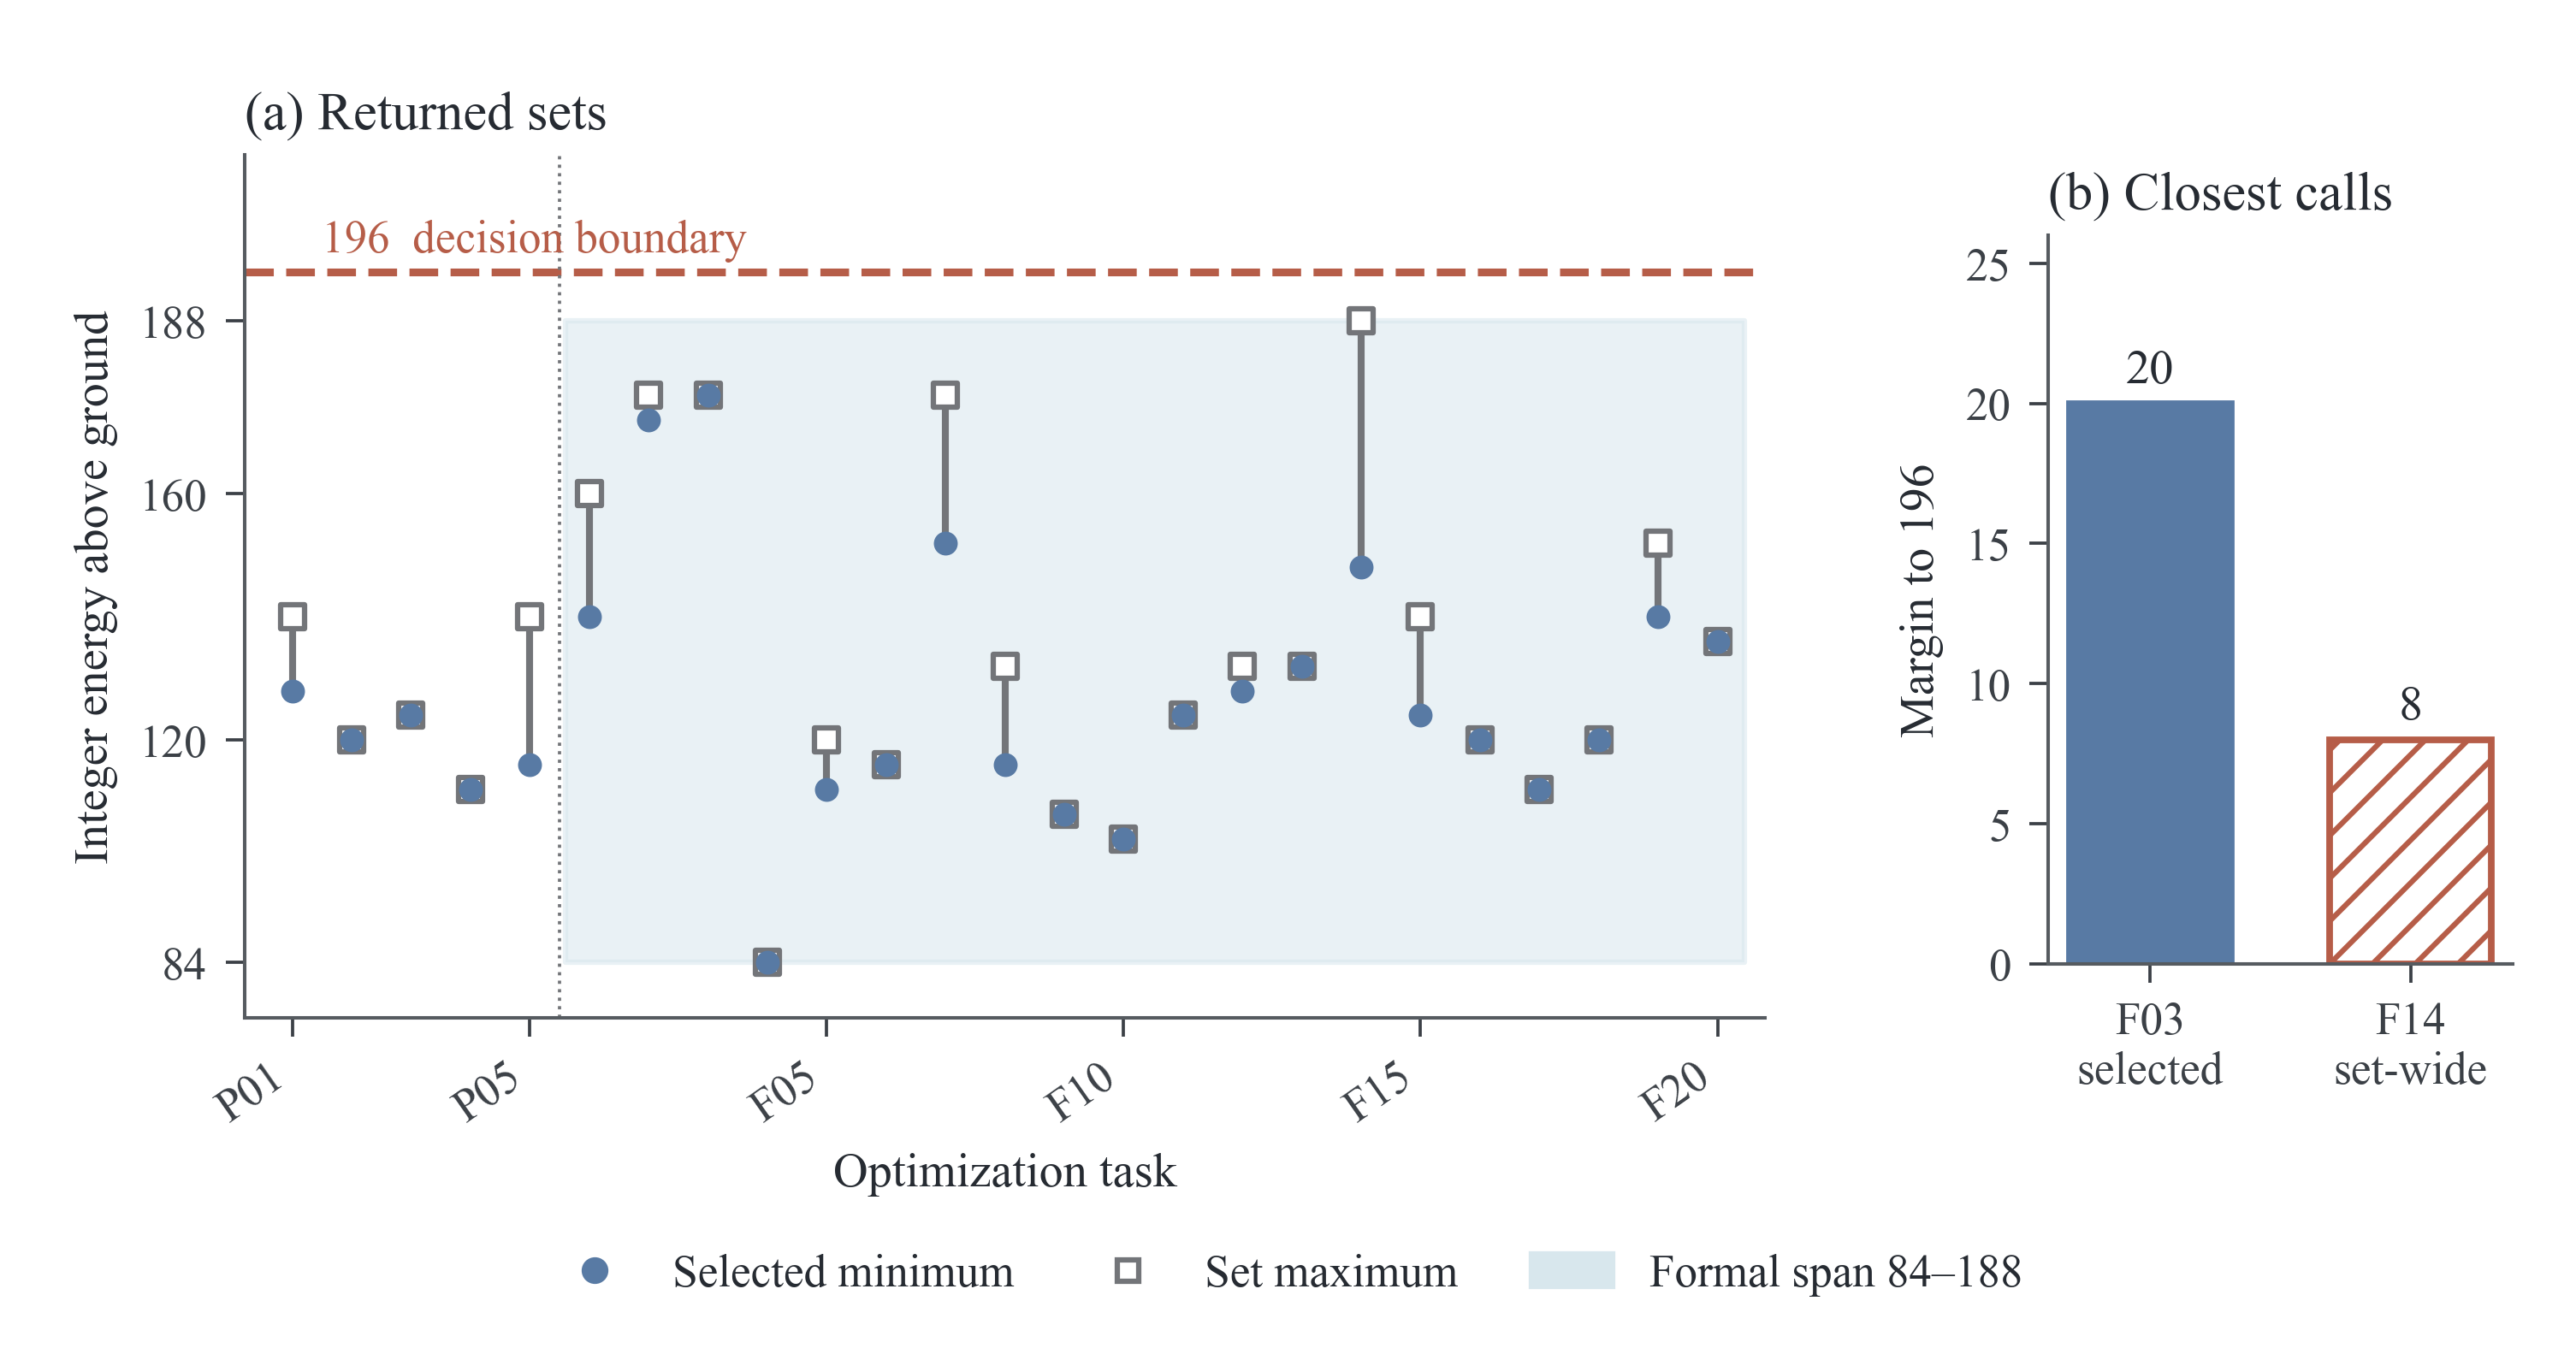 (a) Returned sets
196 decision boundary
Integer energy above ground
188
160
120
84
P01
P05
F05
F10
F15
F20
Optimization task
(b) Closest calls
Margin to 196
25
20
15
10
5
0
20
8
F03
selected
F14
set-wide
Selected minimum
Set maximum
Formal span 84–188